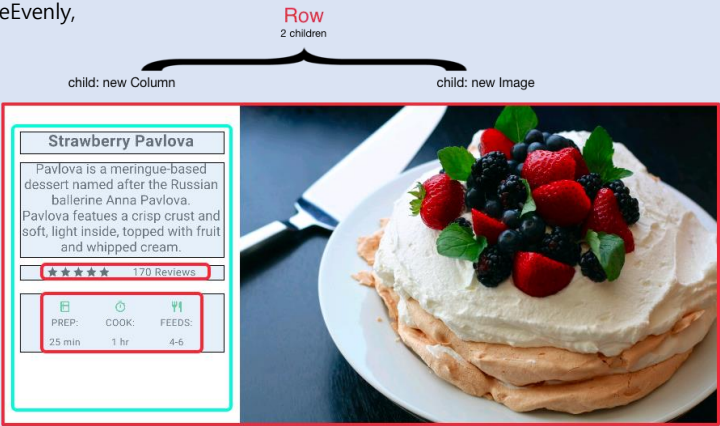 eEvenly,
Row
2 children
child: new Column
child: new Image
Strawberry Pavlova
Pavlova is a meringue-based
dessert named after the Russian
ballerine Anna Pavlova.
Pavlova featues a crisp crust and
soft, light inside, topped with fruit
and whipped cream.
170 Reviews
PREP: COOK: FEEDS:
25 min 1 hr 4-6